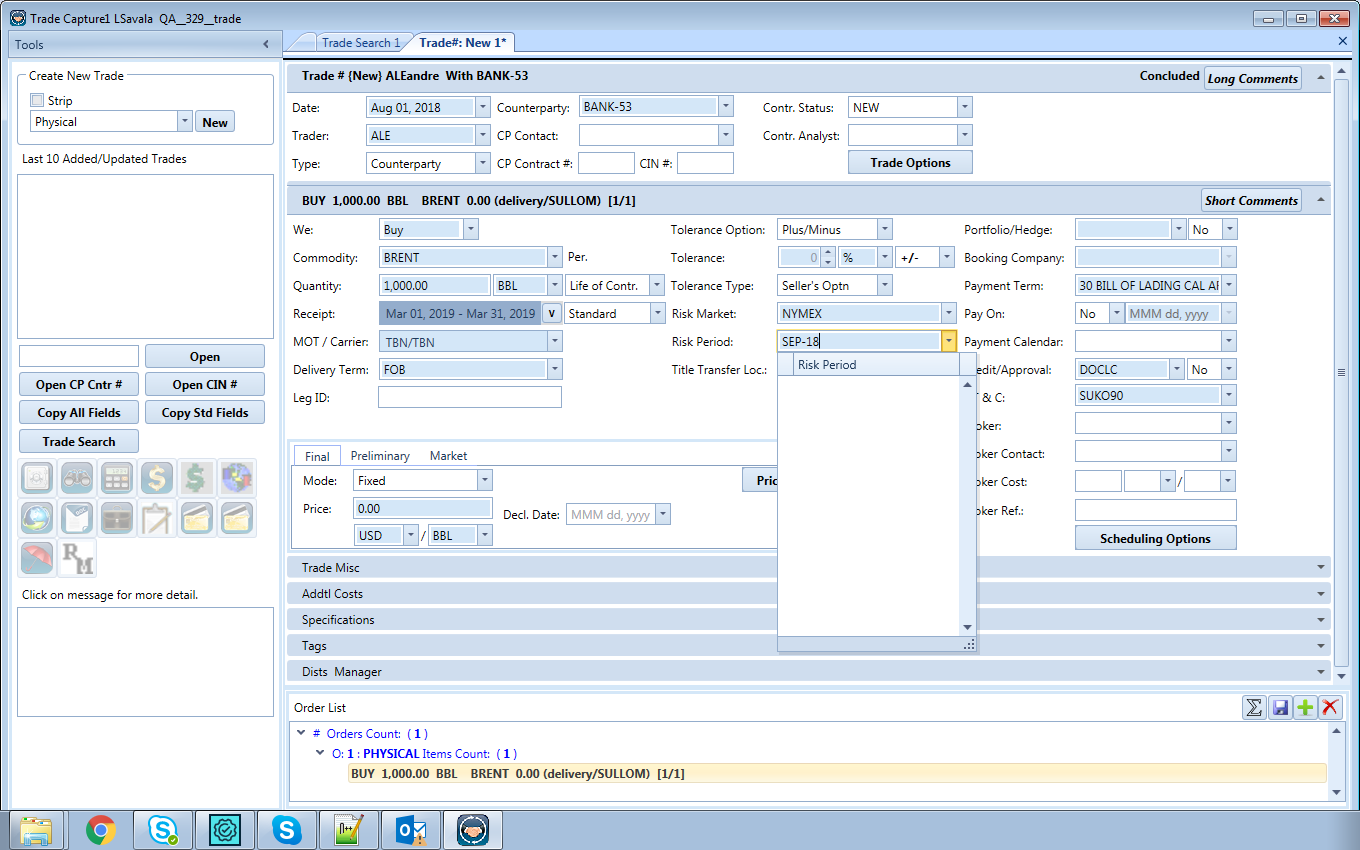 Trade Capture1 LSavala QA__329__trade
Tools
Trade Search 1
Trade#: New 1*
Create New Trade
Strip
Physical
New
Last 10 Added/Updated Trades
Open
Open CP Cntr #
Open CIN #
Copy All Fields
Copy Std Fields
Trade Search
RM
Click on message for more detail.
Trade # {New} ALEandre With BANK-53
Concluded
Long Comments
Date: Aug 01, 2018 Counterparty: BANK-53 Contr. Status: NEW
Trader: ALE CP Contact: Contr. Analyst:
Type: Counterparty CP Contract #: CIN #: Trade Options
BUY 1,000.00 BBL BRENT 0.00 (delivery/SULLOM) [1/1]
Short Comments
We: Buy Tolerance Option: Plus/Minus Portfolio/Hedge: No
Commodity: BRENT Per. Tolerance: 0 % +/- Booking Company:
Quantity: 1,000.00 BBL Life of Contr. Tolerance Type: Seller's Optn Payment Term: 30 BILL OF LADING CAL AF
Receipt: Mar 01, 2019 - Mar 31, 2019 v Standard Risk Market: NYMEX Pay On: No MMM dd, yyyy
MOT / Carrier: TBN/TBN Risk Period: SEP-18 Payment Calendar:
Risk Period
Delivery Term: FOB Title Transfer Loc.: edit/Approval: DOCLC No
Leg ID: & C: SUKO90
oker:
Final Preliminary Market
oker Contact:
Mode: Fixed Pric
oker Cost: /
Price: 0.00 Decl. Date: MMM dd, yyyy
oker Ref.:
USD / BBL
Scheduling Options
Trade Misc
Addtl Costs
Specifications
Tags
Dists Manager
Order List
# Orders Count: ( 1 )
O: 1 : PHYSICAL Items Count: ( 1 )
BUY 1,000.00 BBL BRENT 0.00 (delivery/SULLOM) [1/1]